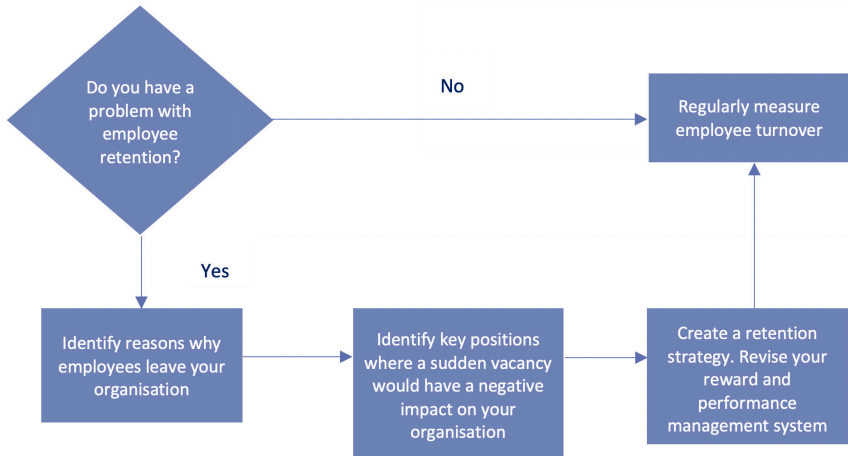 Do you have a
problem with
employee
retention?
No
Regularly measure
employee turnover
Yes
Identify reasons why
employees leave your
organisation
Identify key positions
where a sudden vacancy
would have a negative
impact on your
organisation
Create a retention
strategy. Revise your
reward and
performance
management system